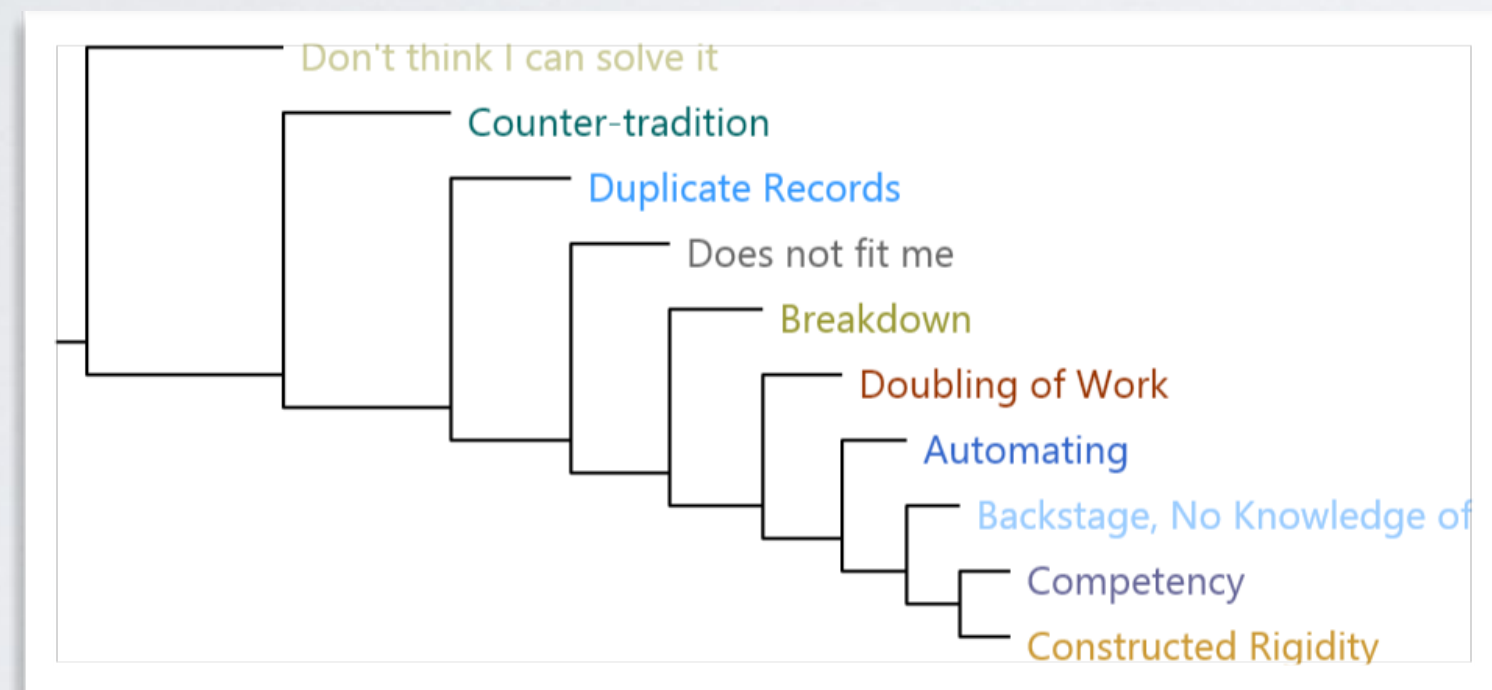 Don't think I can solve it
Counter-tradition
Duplicate Records
Does not fit me
Breakdown
Doubling of Work
Automating
Backstage, No Knowledge of
Competency
Constructed Rigidity